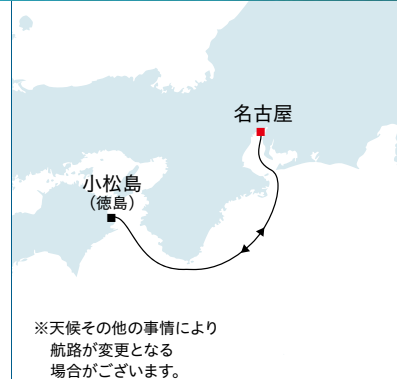 名古屋
小松島
(徳島)
※天候その他の事情により
航路が変更となる
場合がございます。